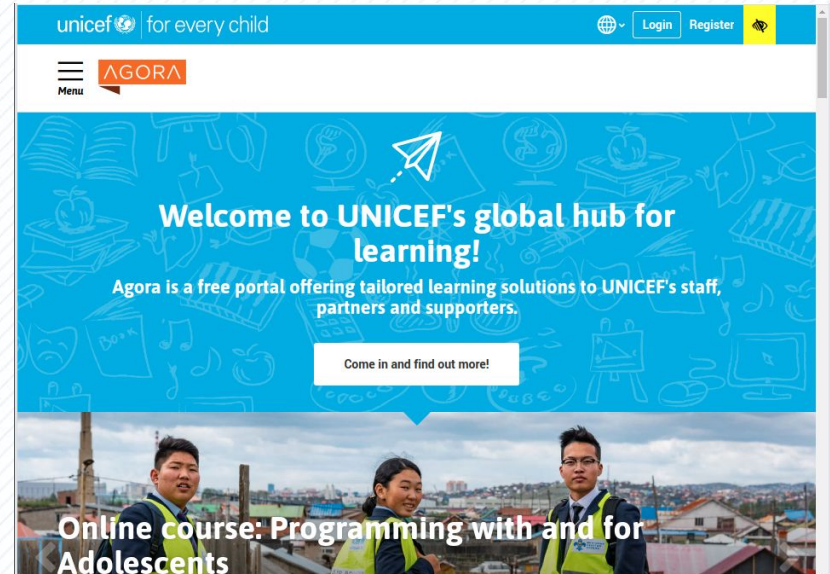 unicef for every child
Login Register
Menu
AGORA
Welcome to UNICEF's global hub for
learning!
Agora is a free portal offering tailored learning solutions to UNICEF's staff,
partners and supporters.
Come in and find out more!
Online course: Programming with and for
Adolescents